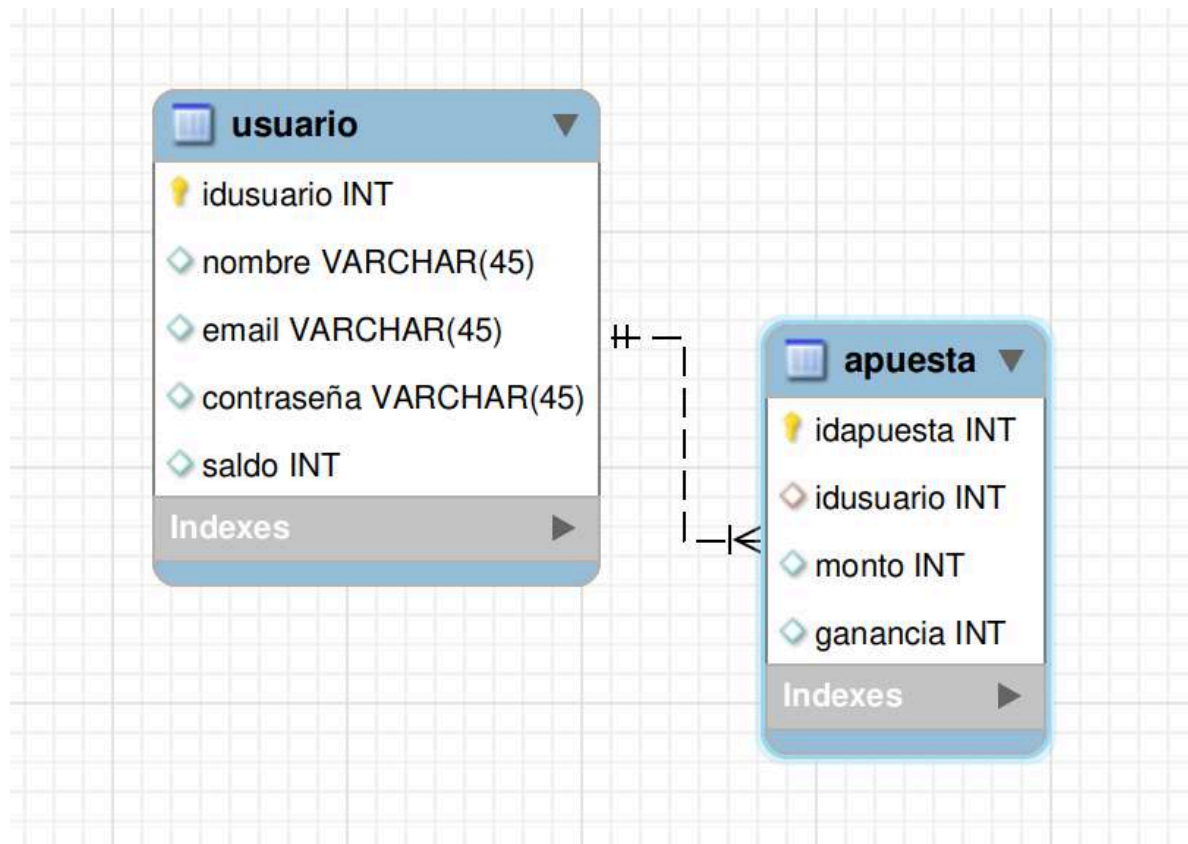 usuario
idusuario INT
nombre VARCHAR(45)
email VARCHAR(45)
contraseña VARCHAR(45)
saldo INT
Indexes
apuesta
idapuesta INT
idusuario INT
monto INT
ganancia INT
Indexes